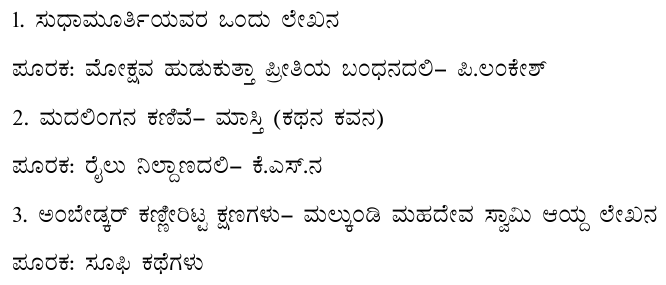 1. ಸುಧಾಮೂರ್ತಿಯವರ ಒಂದು ಲೇಖನ
ಪೂರಕ: ಮೋಕ್ಷವ ಹುಡುಕುತ್ತಾ ಪ್ರೀತಿಯ ಬಂಧನದಲಿ– ಪಿ.ಲಂಕೇಶ್
2. ಮದಲಿಂಗನ ಕಣಿವೆ– ಮಾಸ್ತಿ (ಕಥನ ಕವನ)
ಪೂರಕ: ರೈಲು ನಿಲ್ದಾಣದಲಿ– ಕೆ.ಎಸ್.ನ
3. ಅಂಬೇಡ್ಕರ್ ಕಣ್ಣೀರಿಟ್ಟ ಕ್ಷಣಗಳು– ಮಲ್ಕುಂಡಿ ಮಹದೇವ ಸ್ವಾಮಿ ಆಯ್ದ ಲೇಖನ
ಪೂರಕ: ಸೂಫಿ ಕಥೆಗಳು